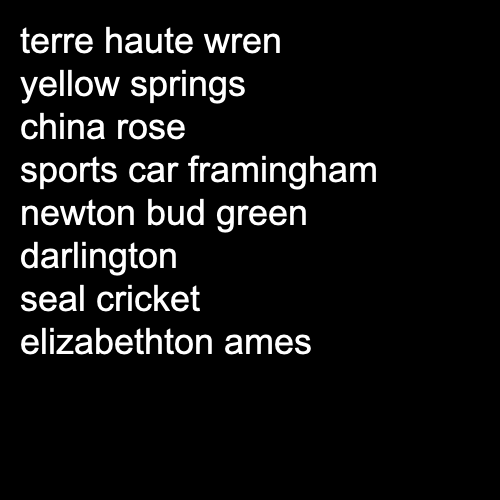 terre haute wren
yellow springs
china rose
sports car framingham
newton bud green
darlington
seal cricket
elizabethton ames